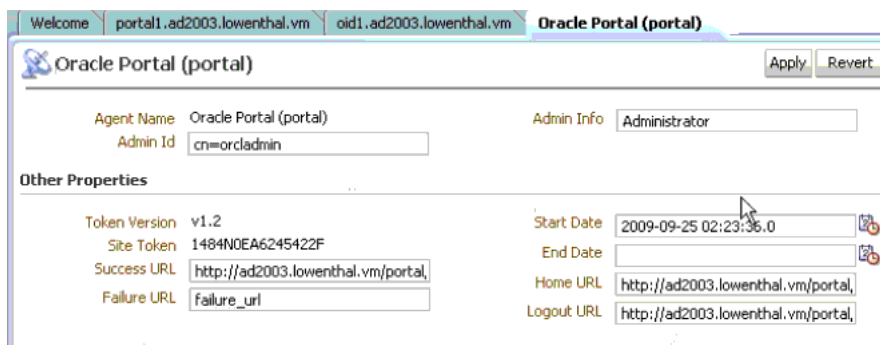 Welcome portal1.ad2003.lowenthal.vm oid1.ad2003.lowenthal.vm Oracle Portal (portal)
Oracle Portal (portal) Apply Revert
Agent Name Oracle Portal (portal) Admin Info Administrator
Admin Id cn=orcladmin
Other Properties
Token Version v1.2 Start Date 2009-09-25 02:23:36.0
Site Token 1484N0EA6245422F End Date
Success URL http://ad2003.lowenthal.vm/portal, Home URL http://ad2003.lowenthal.vm/portal,
Failure URL failure_url Logout URL http://ad2003.lowenthal.vm/portal,